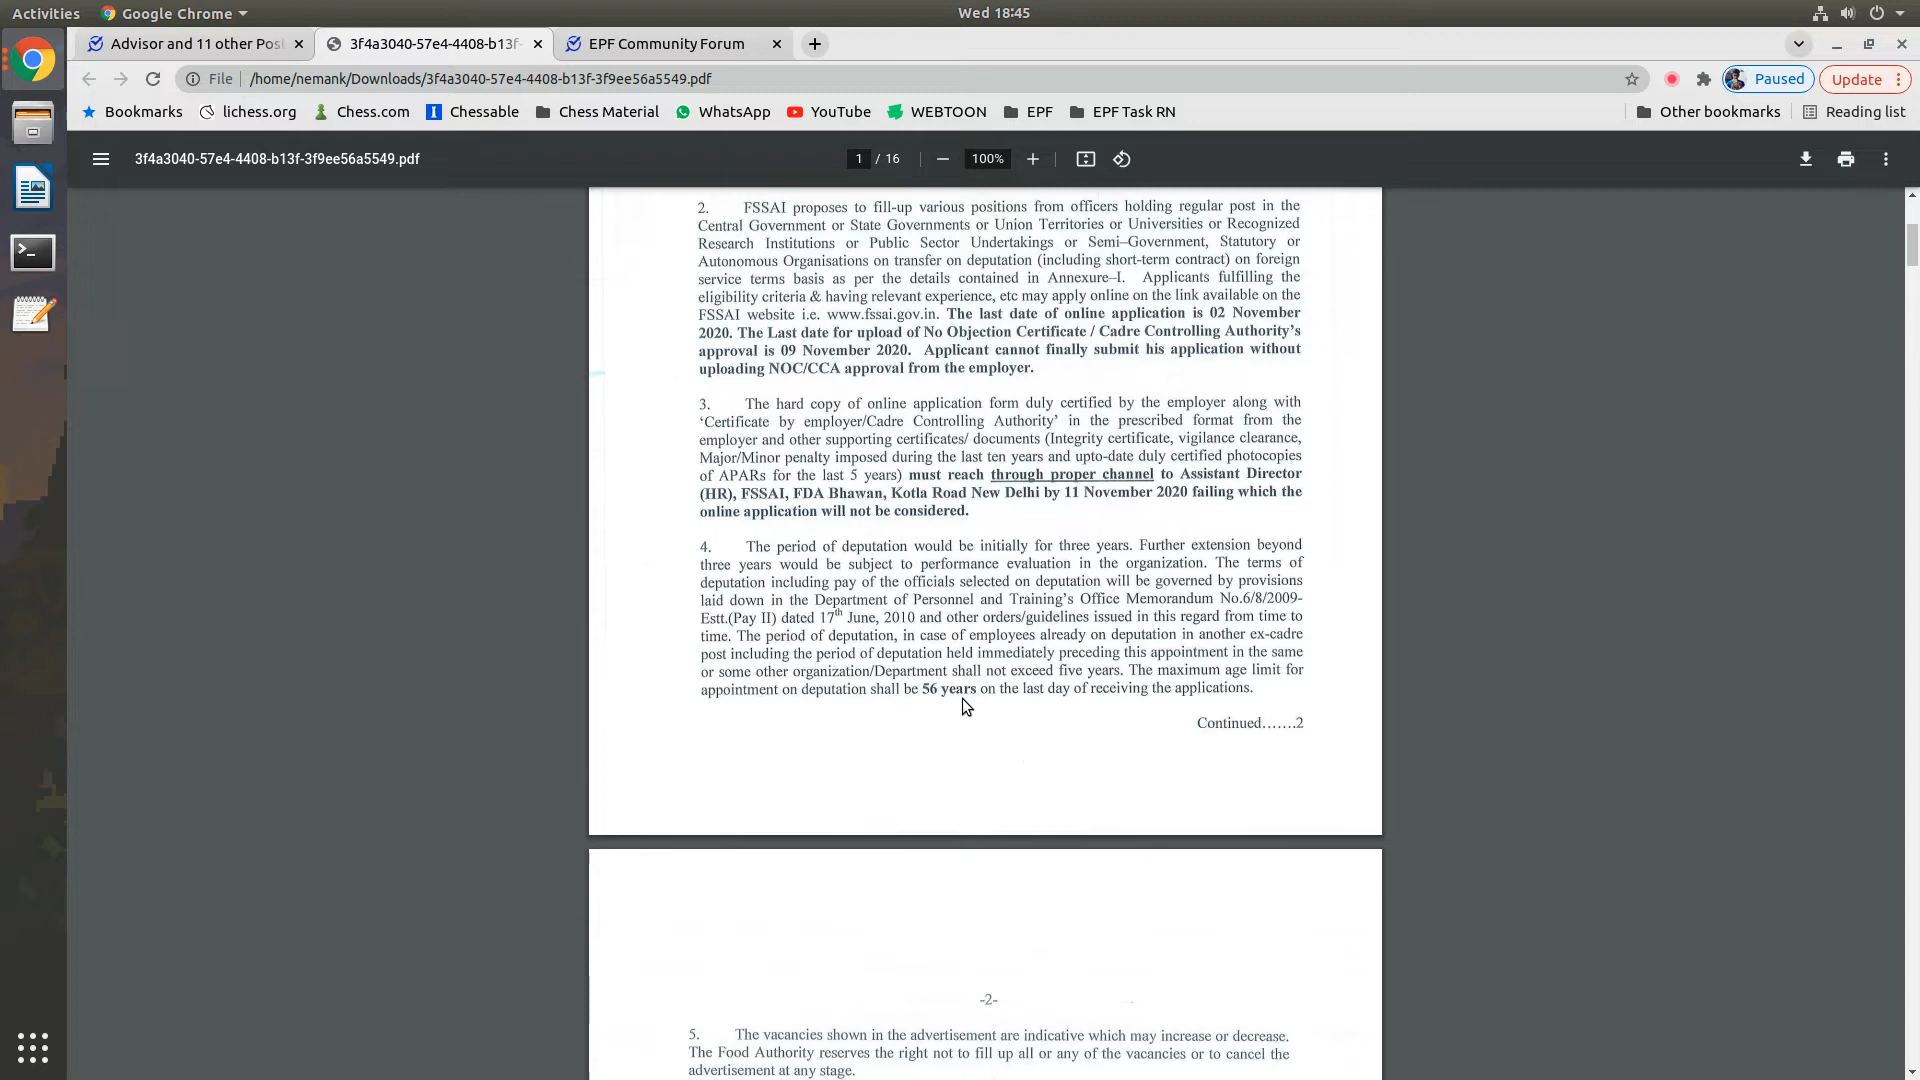 Activities
Google Chrome
Wed 18:45
Advisor and 11 other Pos
3f4a3040-57e4-4408-b13f-
EPF Community Forum
File
/home/nemank/Downloads/3f4a3040-57e4-4408-b13f-3f9ee56a5549.pdf
Paused
Update
Bookmarks
lichess.org
Chess.com
Chessable
Chess Material
WhatsApp
YouTube
WEBTOON
EPF
EPF Task RN
Other bookmarks
Reading list
3f4a3040-57e4-4408-b13f-3f9ee56a5549.pdf
1 / 16
100%
2. FSSAI proposes to fill-up various positions from officers holding regular post in the
Central Government or State Governments or Union Territories or Universities or Recognized
Research Institutions or Public Sector Undertakings or Semi–Government, Statutory or
Autonomous Organisations on transfer on deputation (including short-term contract) on foreign
service terms basis as per the details contained in Annexure–I. Applicants fulfilling the
eligibility criteria & having relevant experience, etc may apply online on the link available on the
FSSAI website i.e. www.fssai.gov.in. The last date of online application is 02 November
2020. The Last date for upload of No Objection Certificate / Cadre Controlling Authority's
approval is 09 November 2020. Applicant cannot finally submit his application without
uploading NOC/CCA approval from the employer.
3. The hard copy of online application form duly certified by the employer along with
'Certificate by employer/Cadre Controlling Authority' in the prescribed format from the
employer and other supporting certificates/ documents (Integrity certificate, vigilance clearance,
Major/Minor penalty imposed during the last ten years and upto-date duly certified photocopies
of APARs for the last 5 years) must reach through proper channel to Assistant Director
(HR), FSSAI, FDA Bhawan, Kotla Road New Delhi by 11 November 2020 failing which the
online application will not be considered.
4. The period of deputation would be initially for three years. Further extension beyond
three years would be subject to performance evaluation in the organization. The terms of
deputation including pay of the officials selected on deputation will be governed by provisions
laid down in the Department of Personnel and Training's Office Memorandum No.6/8/2009-
Estt.(Pay II) dated 17th June, 2010 and other orders/guidelines issued in this regard from time to
time. The period of deputation, in case of employees already on deputation in another ex-cadre
post including the period of deputation held immediately preceding this appointment in the same
or some other organization/Department shall not exceed five years. The maximum age limit for
appointment on deputation shall be 56 years on the last day of receiving the applications.
Continued…….2
-2-
5. The vacancies shown in the advertisement are indicative which may increase or decrease.
The Food Authority reserves the right not to fill up all or any of the vacancies or to cancel the
advertisement at any stage.